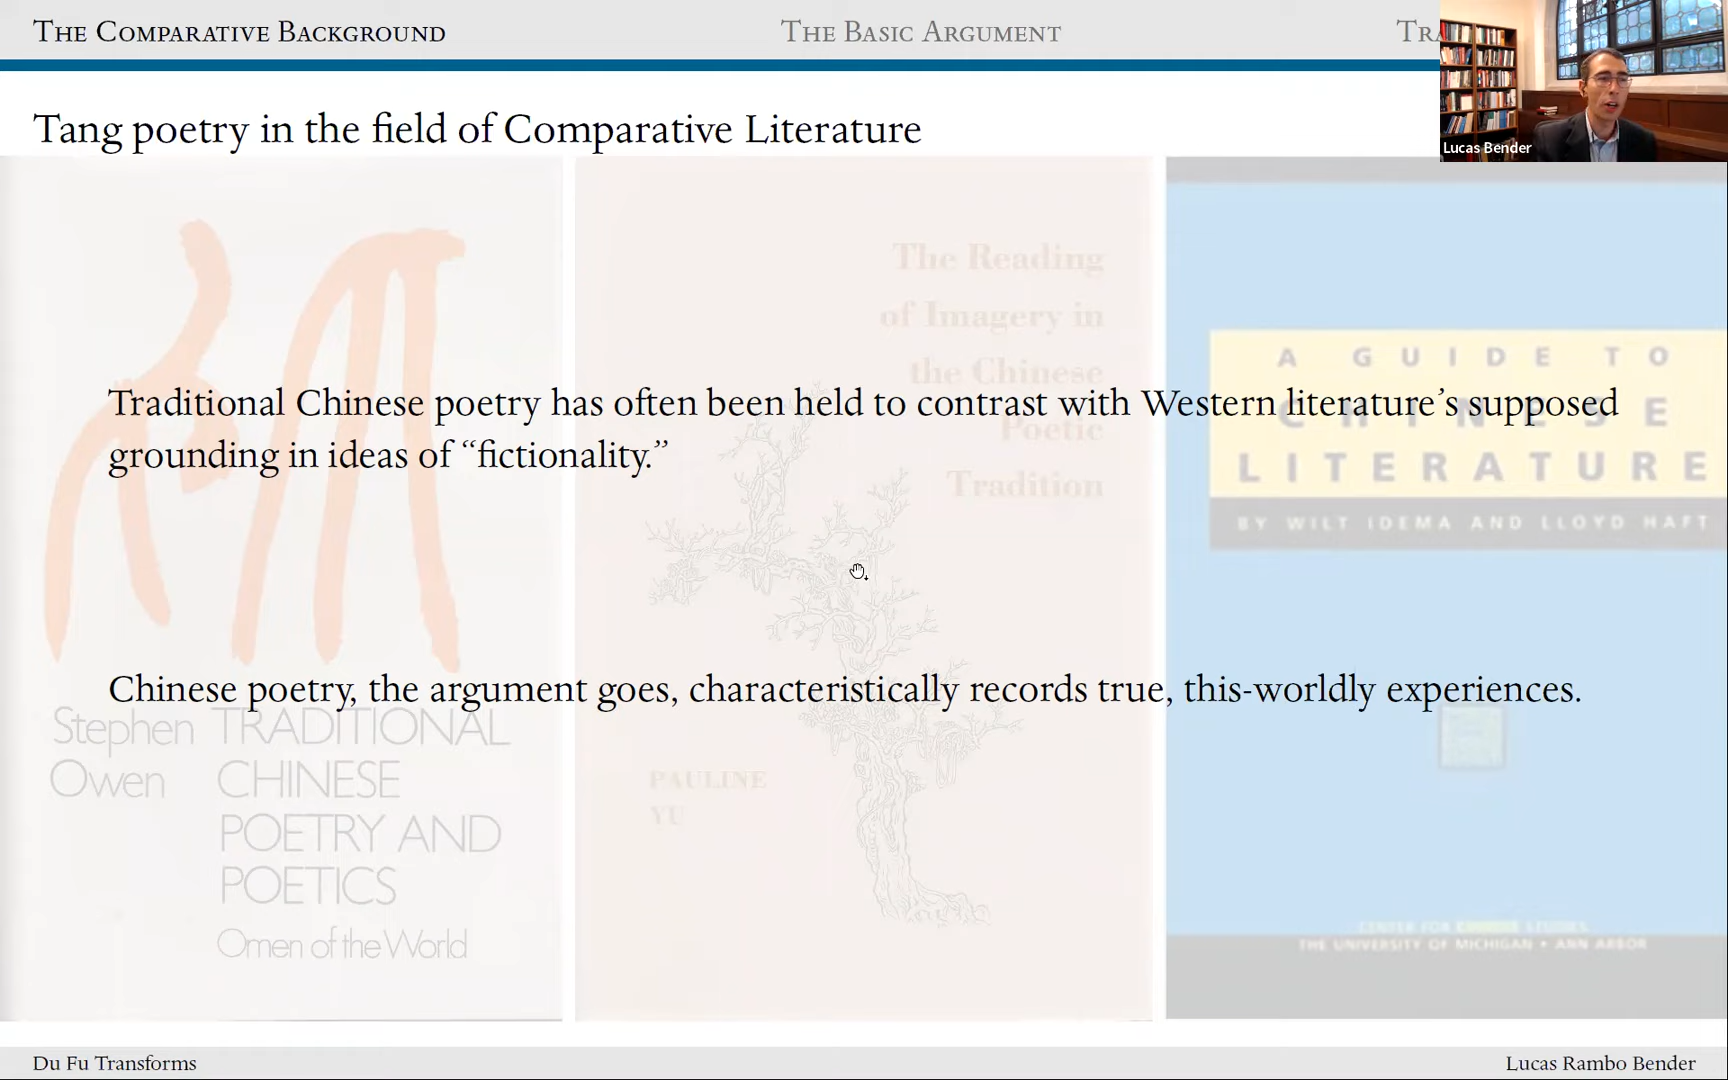 The Comparative Background
The Basic Argument
Lucas Bender
Tang poetry in the field of Comparative Literature
The Reading
of Imagery in
the Chinese
Poetic
Tradition
PAULINE
YU
A GUIDE TO
CHINESE
LITERATURE
BY WILT IDEMA AND LLOYD HAFT
Traditional Chinese poetry has often been held to contrast with Western literature’s supposed
grounding in ideas of “fictionality.”
Chinese poetry, the argument goes, characteristically records true, this-worldly experiences.
Stephen
Owen
TRADITIONAL
CHINESE
POETRY AND
POETICS
Omen of the World
CENTER FOR CHINESE STUDIES
THE UNIVERSITY OF MICHIGAN • ANN ARBOR
Du Fu Transforms
Lucas Rambo Bender